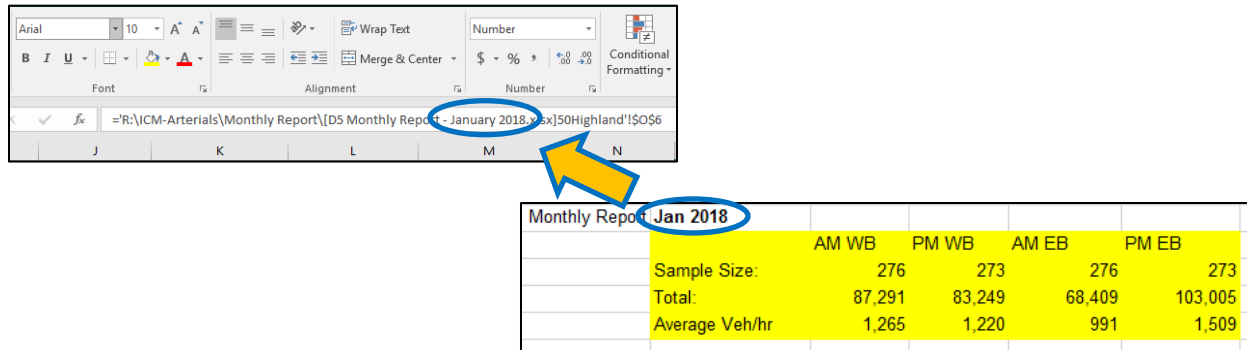 Arial 10 A A Wrap Text Number
Conditional
Formatting
B I U A Merge & Center $ % , .0 .00 .00 .0
Font Alignment Number
fx ='R:\ICM-Arterials\Monthly Report\[D5 Monthly Report - January 2018.xlsx]50Highland'!$O$6
J K L M N
Monthly Report Jan 2018
AM WB PM WB AM EB PM EB
Sample Size: 276 273 276 273
Total: 87,291 83,249 68,409 103,005
Average Veh/hr 1,265 1,220 991 1,509